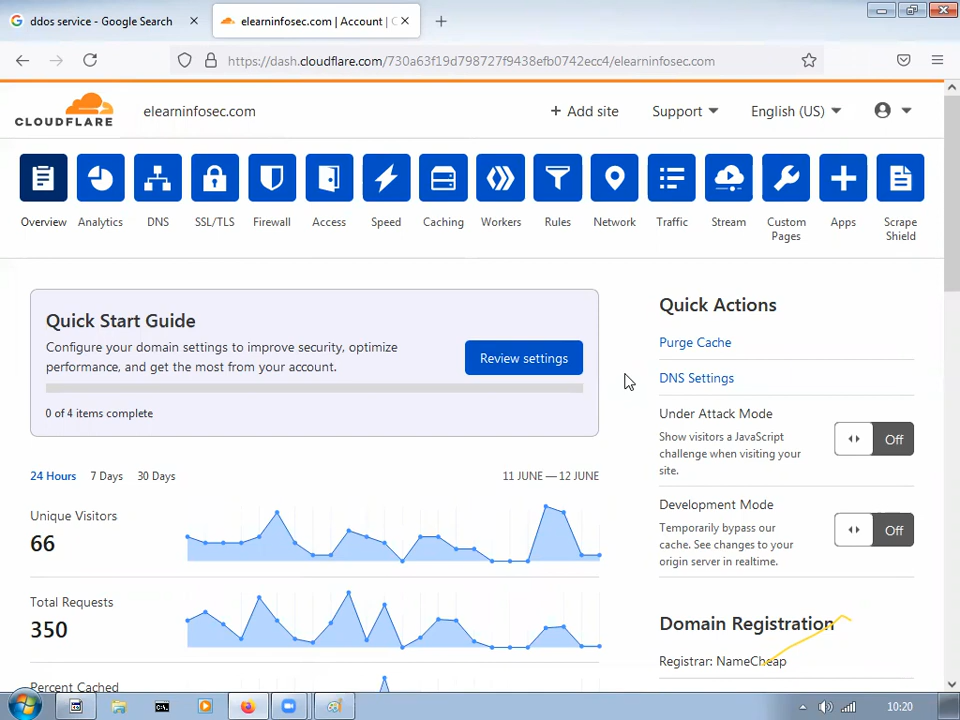 ddos service - Google Search
elearninfosec.com | Account | C
https://dash.cloudflare.com/730a63f19d798727f9438efb0742ecc4/elearninfosec.com
CLOUDFLARE
elearninfosec.com
+ Add site
Support
English (US)
Overview
Analytics
DNS
SSL/TLS
Firewall
Access
Speed
Caching
Workers
Rules
Network
Traffic
Stream
Custom
Pages
Apps
Scrape
Shield
Quick Start Guide
Configure your domain settings to improve security, optimize
performance, and get the most from your account.
Review settings
0 of 4 items complete
24 Hours 7 Days 30 Days
11 JUNE — 12 JUNE
Unique Visitors
66
Total Requests
350
Percent Cached
Quick Actions
Purge Cache
DNS Settings
Under Attack Mode
Show visitors a JavaScript
challenge when visiting your
site.
Off
Development Mode
Temporarily bypass our
cache. See changes to your
origin server in realtime.
Off
Domain Registration
Registrar: NameCheap
10:20